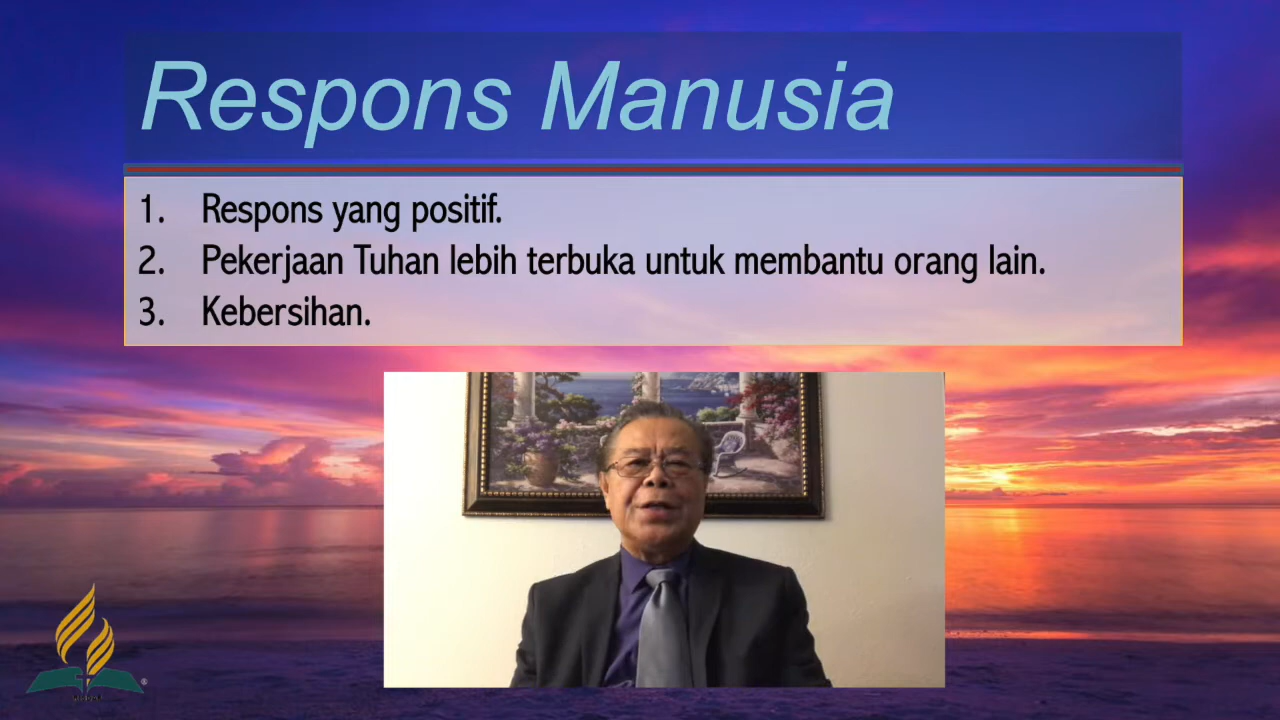 Respons Manusia
1. Respons yang positif.
2. Pekerjaan Tuhan lebih terbuka untuk membantu orang lain.
3. Kebersihan.
®